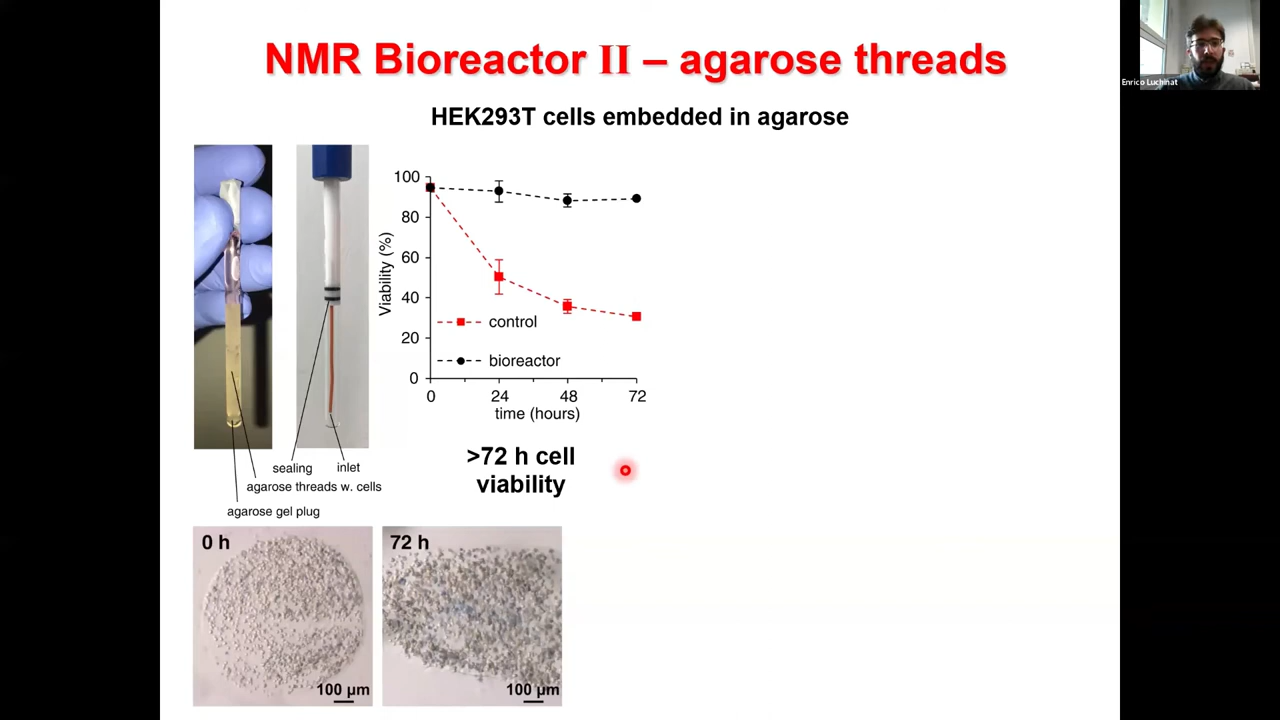 NMR Bioreactor II – agarose threads
Enrico Luchinat
HEK293T cells embedded in agarose
100
80
60
40
20
0
Viability (%)
control
bioreactor
0
24
48
72
time (hours)
sealing
inlet
agarose threads w. cells
agarose gel plug
>72 h cell
viability
0 h
100 µm
72 h
100 µm